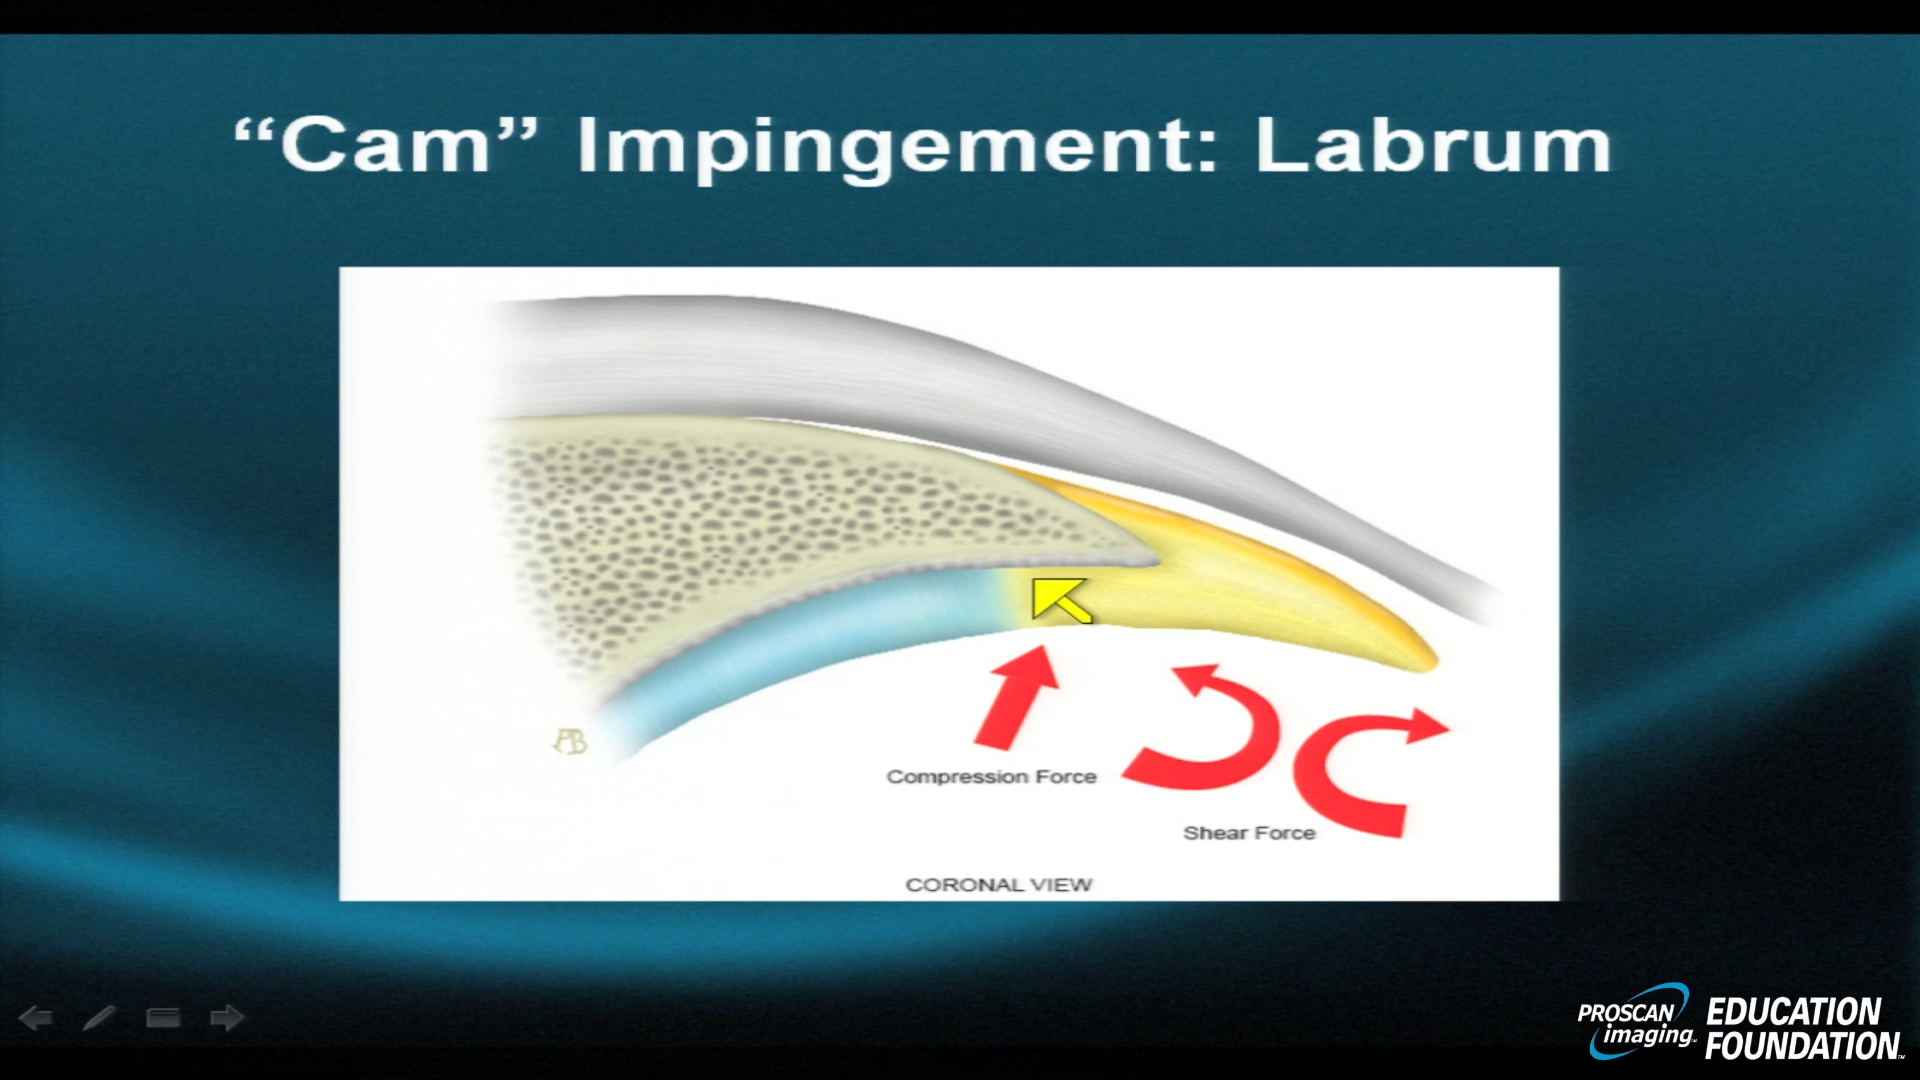 “Cam” Impingement: Labrum
Compression Force
Shear Force
CORONAL VIEW
PROSCAN
imaging
EDUCATION
FOUNDATION